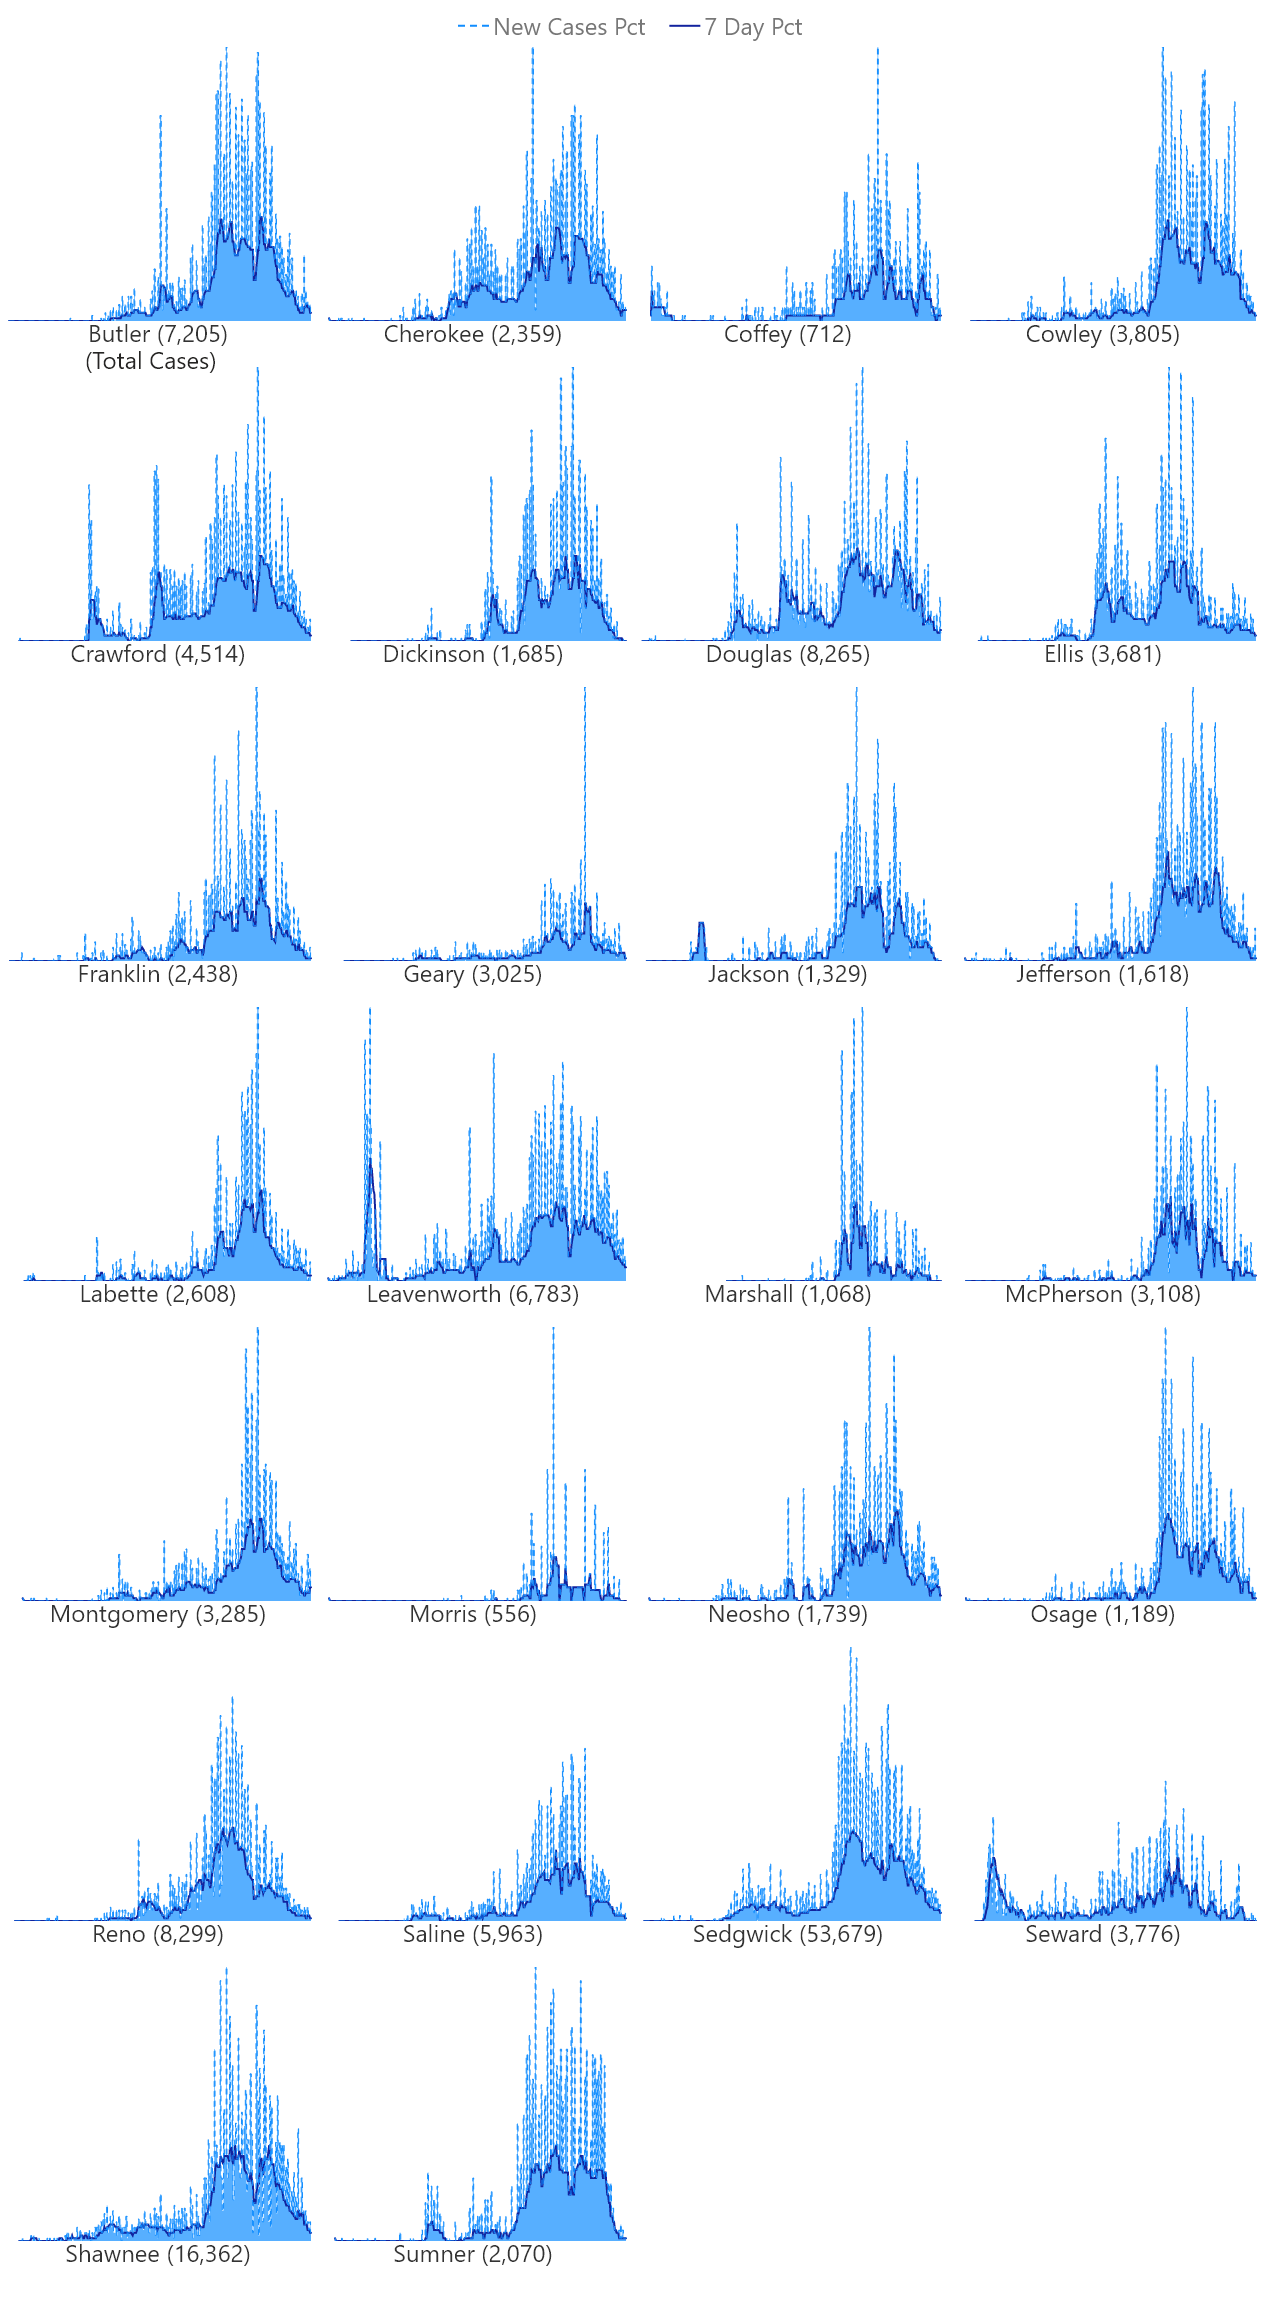 New Cases Pct 7 Day Pct
Butler (7,205) Cherokee (2,359) Coffey (712) Cowley (3,805)
(Total Cases)
Crawford (4,514) Dickinson (1,685) Douglas (8,265) Ellis (3,681)
Franklin (2,438) Geary (3,025) Jackson (1,329) Jefferson (1,618)
Labette (2,608) Leavenworth (6,783) Marshall (1,068) McPherson (3,108)
Montgomery (3,285) Morris (556) Neosho (1,739) Osage (1,189)
Reno (8,299) Saline (5,963) Sedgwick (53,679) Seward (3,776)
Shawnee (16,362) Sumner (2,070)